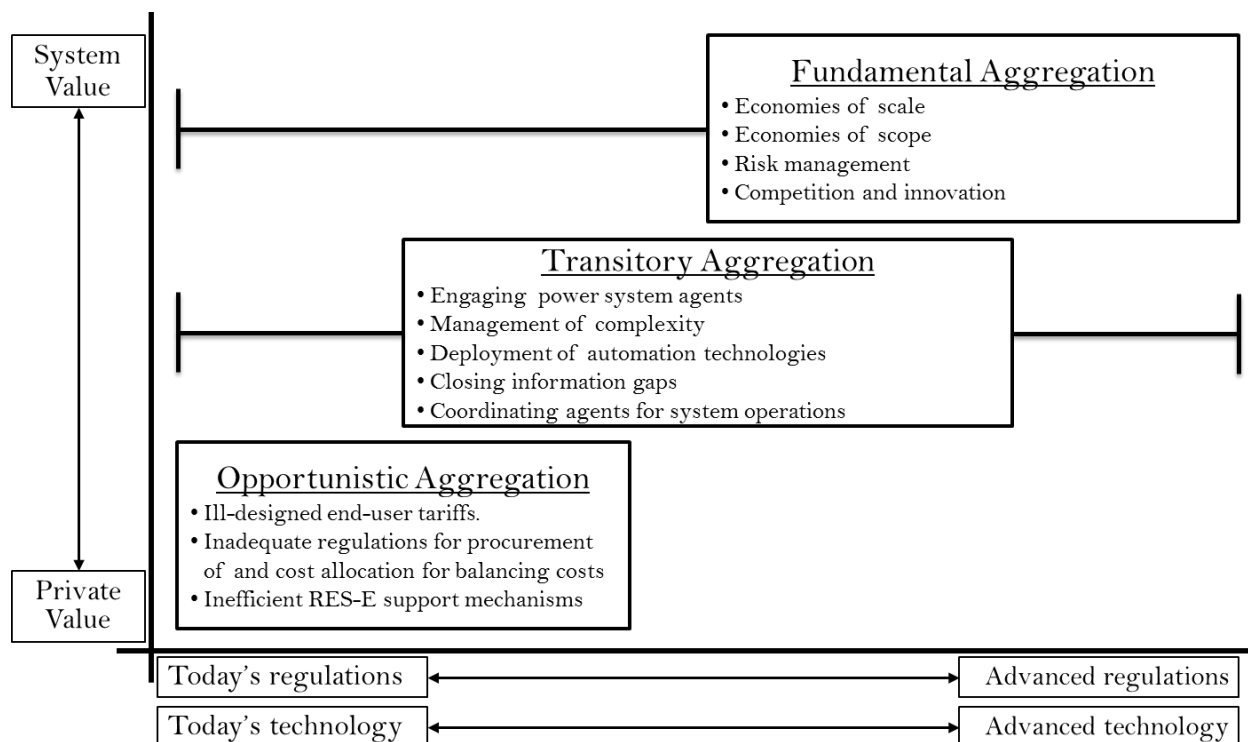 System
Value
Fundamental Aggregation
• Economies of scale
• Economies of scope
• Risk management
• Competition and innovation
Transitory Aggregation
• Engaging power system agents
• Management of complexity
• Deployment of automation technologies
• Closing information gaps
• Coordinating agents for system operations
Opportunistic Aggregation
• Ill-designed end-user tariffs.
• Inadequate regulations for procurement
of and cost allocation for balancing costs
• Inefficient RES-E support mechanisms
Private
Value
Today's regulations
Advanced regulations
Today's technology
Advanced technology